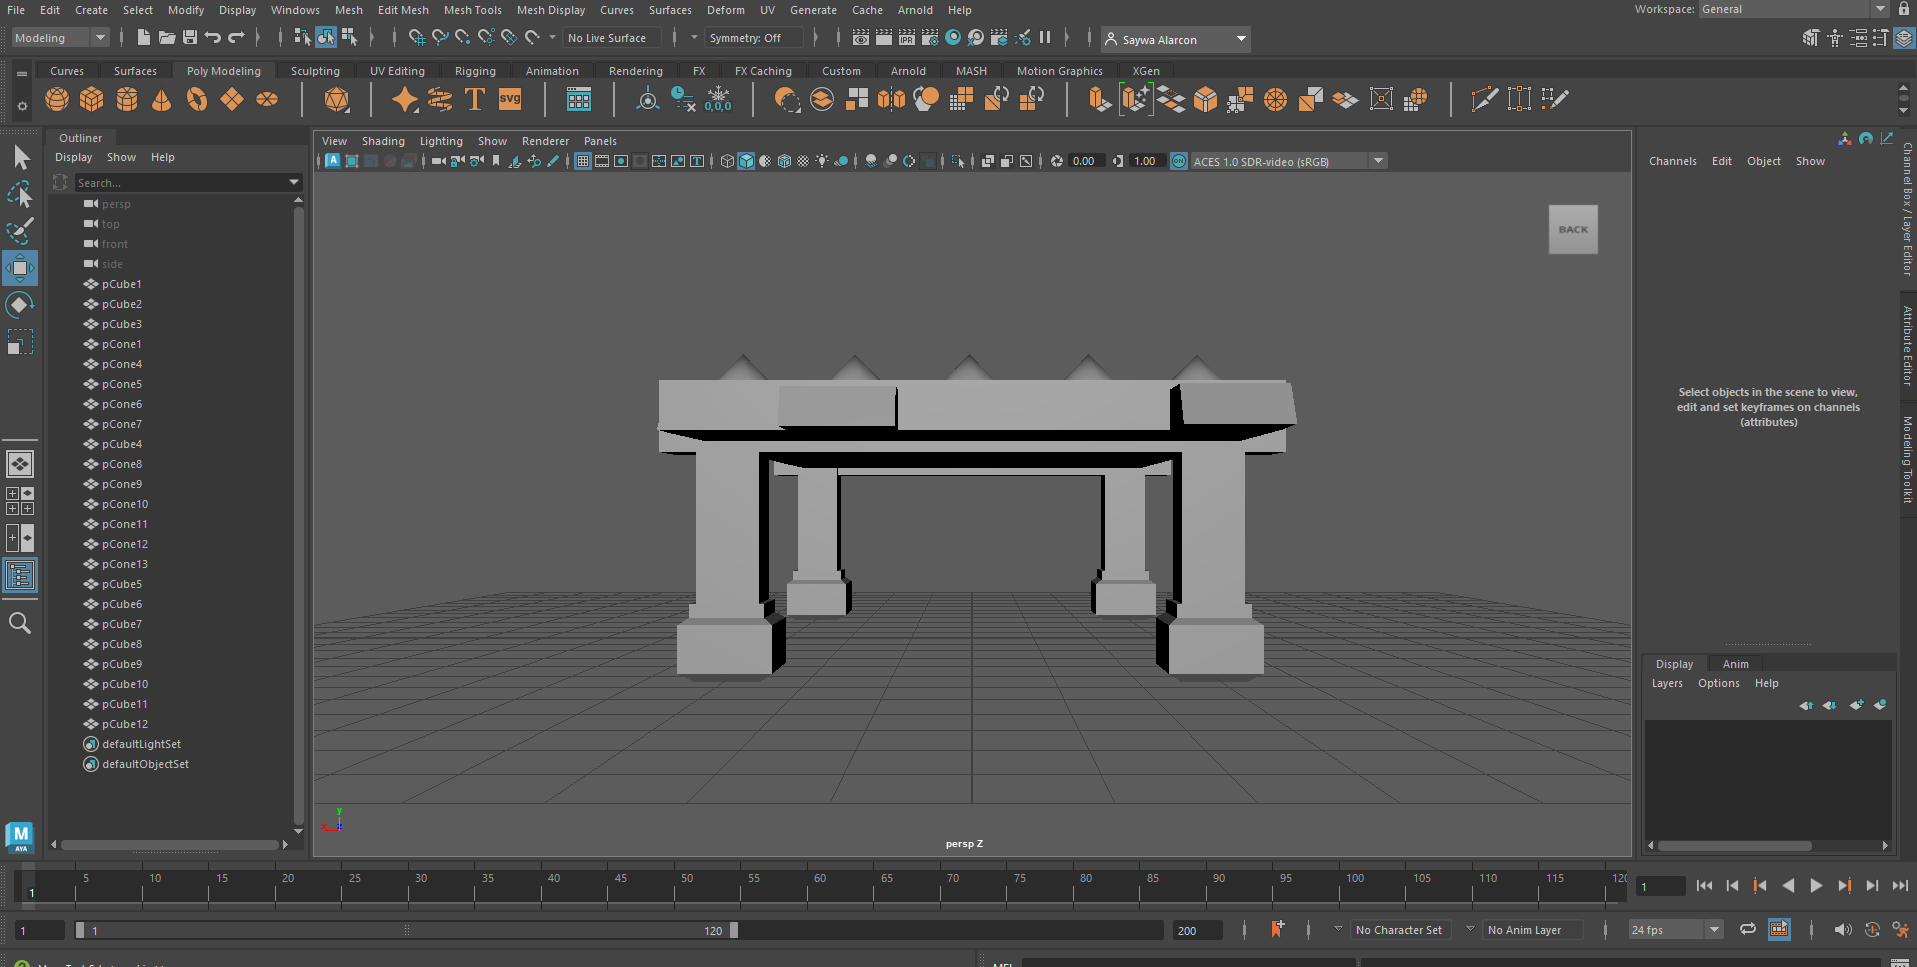 File Edit Create Select Modify Display Windows Mesh Edit Mesh Mesh Tools Mesh Display Curves Surfaces Deform UV Generate Cache Arnold Help Workspace: General
Modeling No Live Surface Symmetry: Off Saywa Alarcon
Curves Surfaces Poly Modeling Sculpting UV Editing Rigging Animation Rendering FX FX Caching Custom Arnold MASH Motion Graphics XGen
SVG 0,0,0
Outliner
Display Show Help
Search...
persp
top
front
side
pCube1
pCube2
pCube3
pCone1
pCone4
pCone5
pCone6
pCone7
pCube4
pCone8
pCone9
pCone10
pCone11
pCone12
pCone13
pCube5
pCube6
pCube7
pCube8
pCube9
pCube10
pCube11
pCube12
defaultLightSet
defaultObjectSet
View Shading Lighting Show Renderer Panels
0.00 1.00 ON ACES 1.0 SDR-video (sRGB)
BACK
y
x z
persp Z
Channels Edit Object Show
Select objects in the scene to view,
edit and set keyframes on channels
(attributes)
Channel Box / Layer Editor
Attribute Editor
Modeling Toolkit
Display Anim
Layers Options Help
M
AYA
1 5 10 15 20 25 30 35 40 45 50 55 60 65 70 75 80 85 90 95 100 105 110 115 120 1
1 1 120 200 No Character Set No Anim Layer 24 fps
MEL